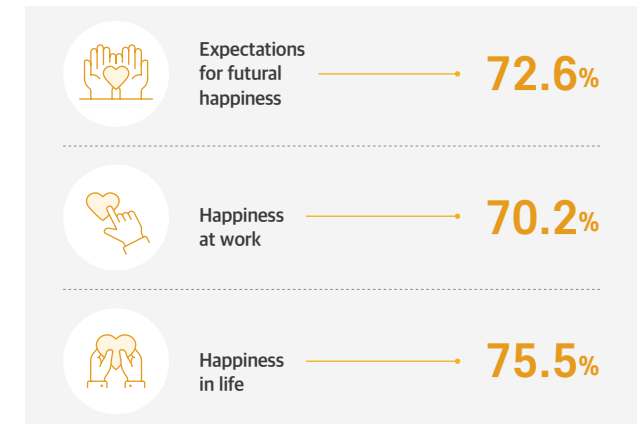 Expectations
for futural
happiness
72.6%
Happiness
at work
70.2%
Happiness
in life
75.5%